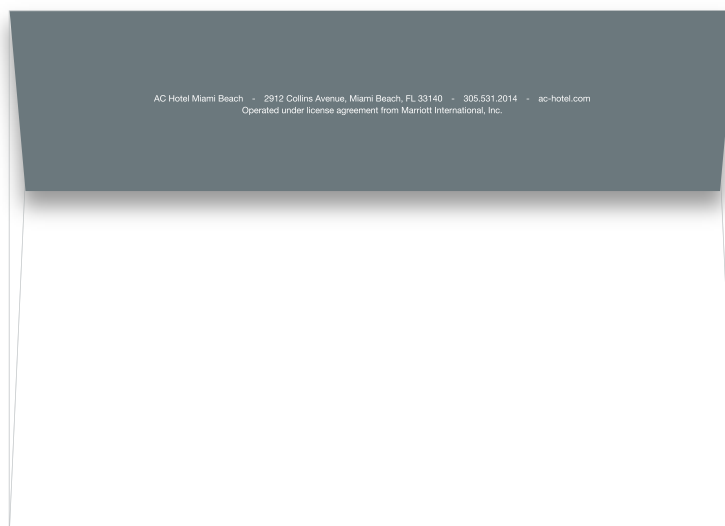 AC Hotel Miami Beach - 2912 Collins Avenue, Miami Beach, FL 33140 - 305.531.2014 - ac-hotel.com
Operated under license agreement from Marriott International, Inc.